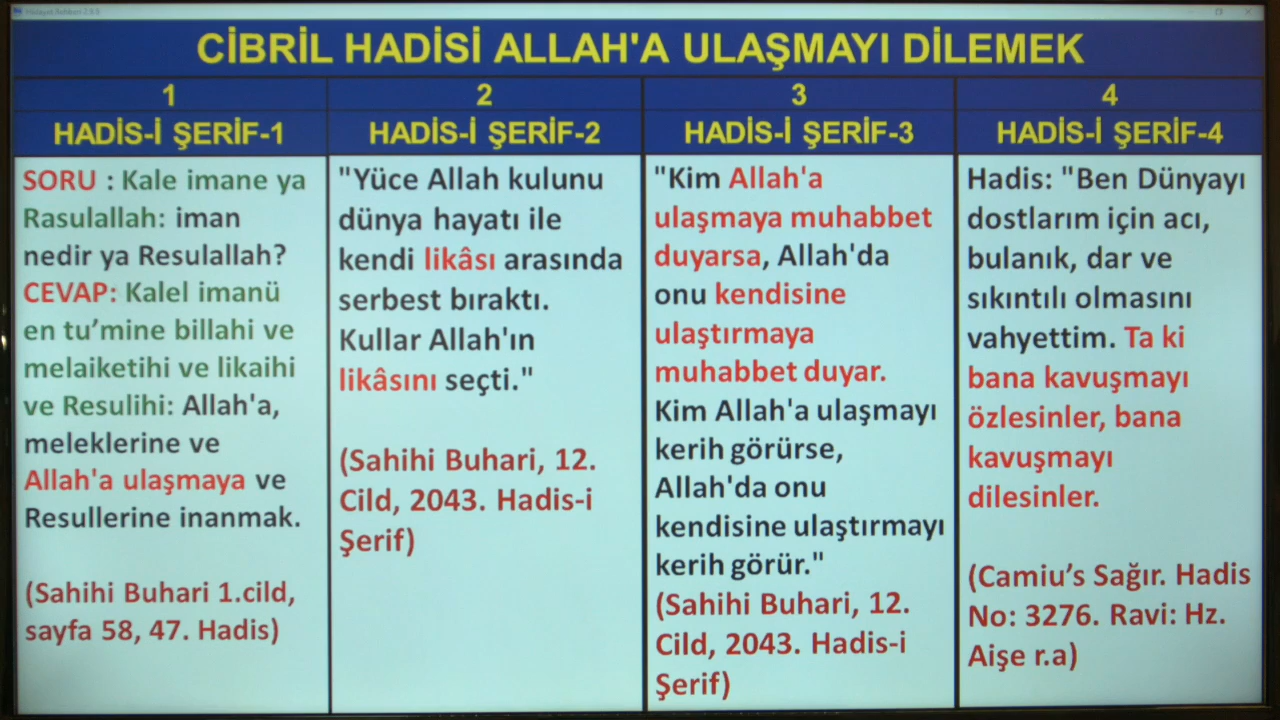 Hidayet Rehberi 2.9.5
CİBRİL HADİSİ ALLAH'A ULAŞMAYI DİLEMEK
1
HADİS-İ ŞERİF-1
SORU : Kale imane ya
Rasulallah: iman
nedir ya Resulallah?
CEVAP: Kalel imanü
en tu’mine billahi ve
melaiketihi ve likaihi
ve Resulihi: Allah'a,
meleklerine ve
Allah'a ulaşmaya ve
Resullerine inanmak.
(Sahihi Buhari 1.cild,
sayfa 58, 47. Hadis)
2
HADİS-İ ŞERİF-2
"Yüce Allah kulunu
dünya hayatı ile
kendi likâsı arasında
serbest bıraktı.
Kullar Allah'ın
likâsını seçti."
(Sahihi Buhari, 12.
Cild, 2043. Hadis-i
Şerif)
3
HADİS-İ ŞERİF-3
"Kim Allah'a
ulaşmaya muhabbet
duyarsa, Allah'da
onu kendisine
ulaştırmaya
muhabbet duyar.
Kim Allah'a ulaşmayı
kerih görürse,
Allah'da onu
kendisine ulaştırmayı
kerih görür."
(Sahihi Buhari, 12.
Cild, 2043. Hadis-i
Şerif)
4
HADİS-İ ŞERİF-4
Hadis: "Ben Dünyayı
dostlarım için acı,
bulanık, dar ve
sıkıntılı olmasını
vahyettim. Ta ki
bana kavuşmayı
özlesinler, bana
kavuşmayı
dilesinler.
(Camiu’s Sağır. Hadis
No: 3276. Ravi: Hz.
Aişe r.a)